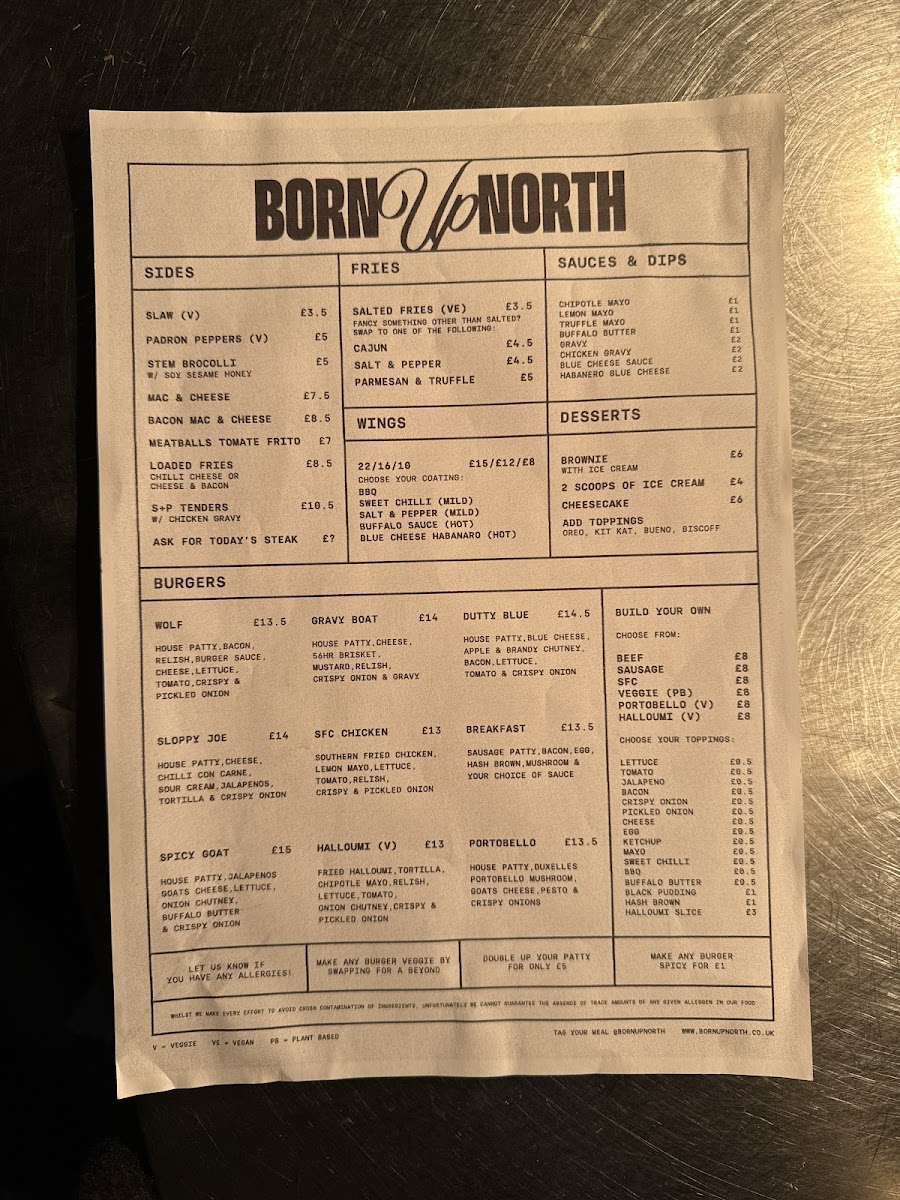 BORN Up NORTH
SIDES
SLAW (V) £3.5
PADRON PEPPERS (V) £5
STEM BROCOLLI £5
W/ SOY SESAME HONEY
MAC & CHEESE £7.5
BACON MAC & CHEESE £8.5
MEATBALLS TOMATE FRITO £7
LOADED FRIES £8.5
CHILLI CHEESE OR
CHEESE & BACON
S+P TENDERS £10.5
W/ CHICKEN GRAVY
ASK FOR TODAY'S STEAK £?
FRIES
SALTED FRIES (VE) £3.5
FANCY SOMETHING OTHER THAN SALTED?
SWAP TO ONE OF THE FOLLOWING:
CAJUN £4.5
SALT & PEPPER £4.5
PARMESAN & TRUFFLE £5
WINGS
22/16/10 £15/£12/£8
CHOOSE YOUR COATING:
BBQ
SWEET CHILLI (MILD)
SALT & PEPPER (MILD)
BUFFALO SAUCE (HOT)
BLUE CHEESE HABANARO (HOT)
SAUCES & DIPS
CHIPOTLE MAYO £1
LEMON MAYO £1
TRUFFLE MAYO £1
BUFFALO BUTTER £1
GRAVY £2
CHICKEN GRAVY £2
BLUE CHEESE SAUCE £2
HABANERO BLUE CHEESE £2
DESSERTS
BROWNIE £6
WITH ICE CREAM
2 SCOOPS OF ICE CREAM £4
CHEESECAKE £6
ADD TOPPINGS
OREO, KIT KAT, BUENO, BISCOFF
BURGERS
WOLF £13.5
HOUSE PATTY,BACON,
RELISH,BURGER SAUCE,
CHEESE,LETTUCE,
TOMATO,CRISPY &
PICKLED ONION
GRAVY BOAT £14
HOUSE PATTY,CHEESE,
56HR BRISKET,
MUSTARD,RELISH,
CRISPY ONION & GRAVY
DUTTY BLUE £14.5
HOUSE PATTY,BLUE CHEESE,
APPLE & BRANDY CHUTNEY,
BACON,LETTUCE,
TOMATO & CRISPY ONION
SLOPPY JOE £14
HOUSE PATTY,CHEESE,
CHILLI CON CARNE,
SOUR CREAM,JALAPENOS,
TORTILLA & CRISPY ONION
SFC CHICKEN £13
SOUTHERN FRIED CHICKEN,
LEMON MAYO,LETTUCE,
TOMATO,RELISH,
CRISPY & PICKLED ONION
BREAKFAST £13.5
SAUSAGE PATTY,BACON,EGG,
HASH BROWN,MUSHROOM &
YOUR CHOICE OF SAUCE
SPICY GOAT £15
HOUSE PATTY,JALAPENOS
GOATS CHEESE,LETTUCE,
ONION CHUTNEY,
BUFFALO BUTTER
& CRISPY ONION
HALLOUMI (V) £13
FRIED HALLOUMI,TORTILLA,
CHIPOTLE MAYO,RELISH,
LETTUCE,TOMATO,
ONION CHUTNEY,CRISPY &
PICKLED ONION
PORTOBELLO £13.5
HOUSE PATTY,DUXELLES
PORTOBELLO MUSHROOM,
GOATS CHEESE,PESTO &
CRISPY ONIONS
BUILD YOUR OWN
CHOOSE FROM:
BEEF £8
SAUSAGE £8
SFC £8
VEGGIE (PB) £8
PORTOBELLO (V) £8
HALLOUMI (V) £8
CHOOSE YOUR TOPPINGS:
LETTUCE £0.5
TOMATO £0.5
JALAPENO £0.5
BACON £0.5
CRISPY ONION £0.5
PICKLED ONION £0.5
CHEESE £0.5
EGG £0.5
KETCHUP £0.5
MAYO £0.5
SWEET CHILLI £0.5
BBQ £0.5
BUFFALO BUTTER £0.5
BLACK PUDDING £1
HASH BROWN £1
HALLOUMI SLICE £3
LET US KNOW IF
YOU HAVE ANY ALLERGIES!
MAKE ANY BURGER VEGGIE BY
SWAPPING FOR A BEYOND
DOUBLE UP YOUR PATTY
FOR ONLY £5
MAKE ANY BURGER
SPICY FOR £1
WHILST WE MAKE EVERY EFFORT TO AVOID CROSS CONTAMINATION OF INGREDIENTS, UNFORTUNATELY WE CANNOT GUARANTEE THE ABSENCE OF TRACE AMOUNTS OF ANY GIVEN ALLERGEN IN OUR FOOD
V = VEGGIE VE = VEGAN PB = PLANT BASED
TAG YOUR MEAL @BORNUPNORTH WWW.BORNUPNORTH.CO.UK